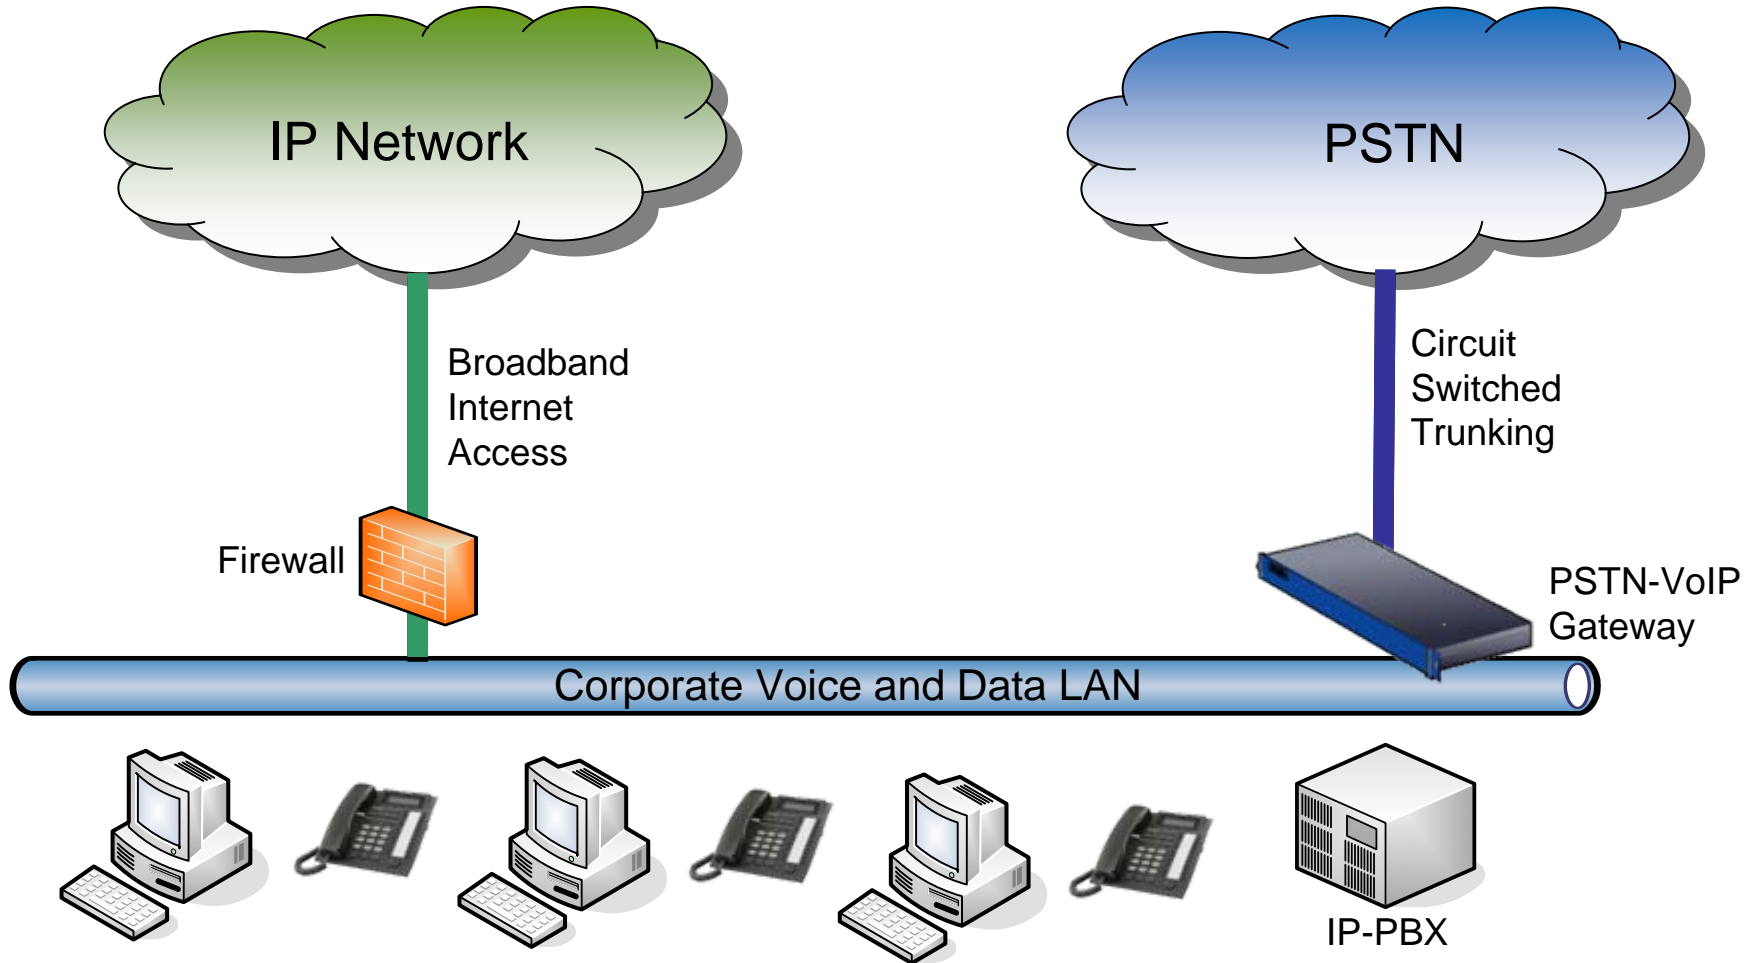 IP Network
PSTN
Broadband
Internet
Access
Circuit
Switched
Trunking
Firewall
PSTN-VoIP
Gateway
Corporate Voice and Data LAN
IP-PBX